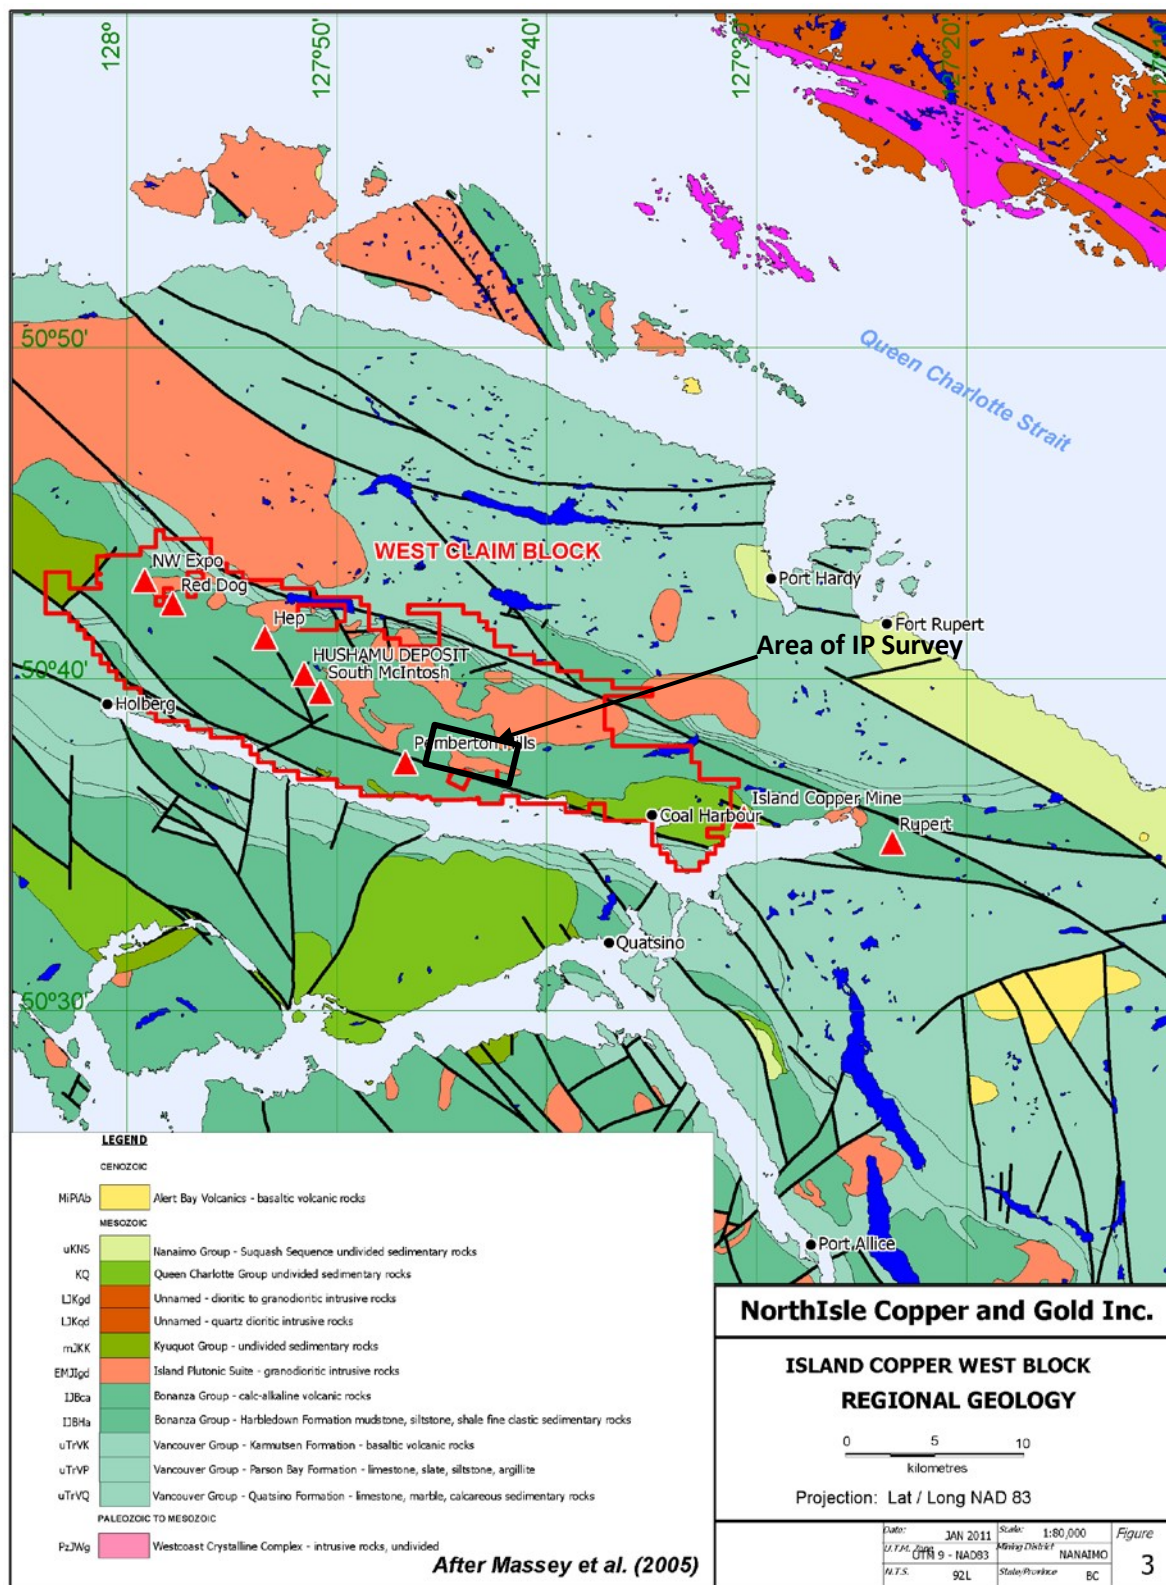 128°
127°50'
127°40'
127°30'
127°20'
127°10'
50°50'
Queen Charlotte Strait
WEST CLAIM BLOCK
NW Expo
Red Dog
Port Hardy
Hep
Fort Rupert
Area of IP Survey
HUSHAMU DEPOSIT
South McIntosh
50°40'
Holberg
Pemberton Hills
Island Copper Mine
Coal Harbour
Rupert
Quatsino
50°30'
Port Allice
LEGEND
CENOZOIC
MiPlAb Alert Bay Volcanics - basaltic volcanic rocks
MESOZOIC
uKNS Nanaimo Group - Suquash Sequence undivided sedimentary rocks
KQ Queen Charlotte Group undivided sedimentary rocks
LJKgd Unnamed - dioritic to granodioritic intrusive rocks
LJKqd Unnamed - quartz dioritic intrusive rocks
mJKK Kyuquot Group - undivided sedimentary rocks
EMJIgd Island Plutonic Suite - granodioritic intrusive rocks
lJBca Bonanza Group - calc-alkaline volcanic rocks
lJBHa Bonanza Group - Harbledown Formation mudstone, siltstone, shale fine clastic sedimentary rocks
uTrVK Vancouver Group - Karmutsen Formation - basaltic volcanic rocks
uTrVP Vancouver Group - Parson Bay Formation - limestone, slate, siltstone, argillite
uTrVQ Vancouver Group - Quatsino Formation - limestone, marble, calcareous sedimentary rocks
PALEOZOIC TO MESOZOIC
PzJWg Westcoast Crystalline Complex - intrusive rocks, undivided
After Massey et al. (2005)
NorthIsle Copper and Gold Inc.
ISLAND COPPER WEST BLOCK
REGIONAL GEOLOGY
0 5 10
kilometres
Projection: Lat / Long NAD 83
Date: JAN 2011 Scale: 1:80,000 Figure
U.T.M. Zone UTM 9 - NAD83 Mining District NANAIMO 3
N.T.S. 92L State/Province BC